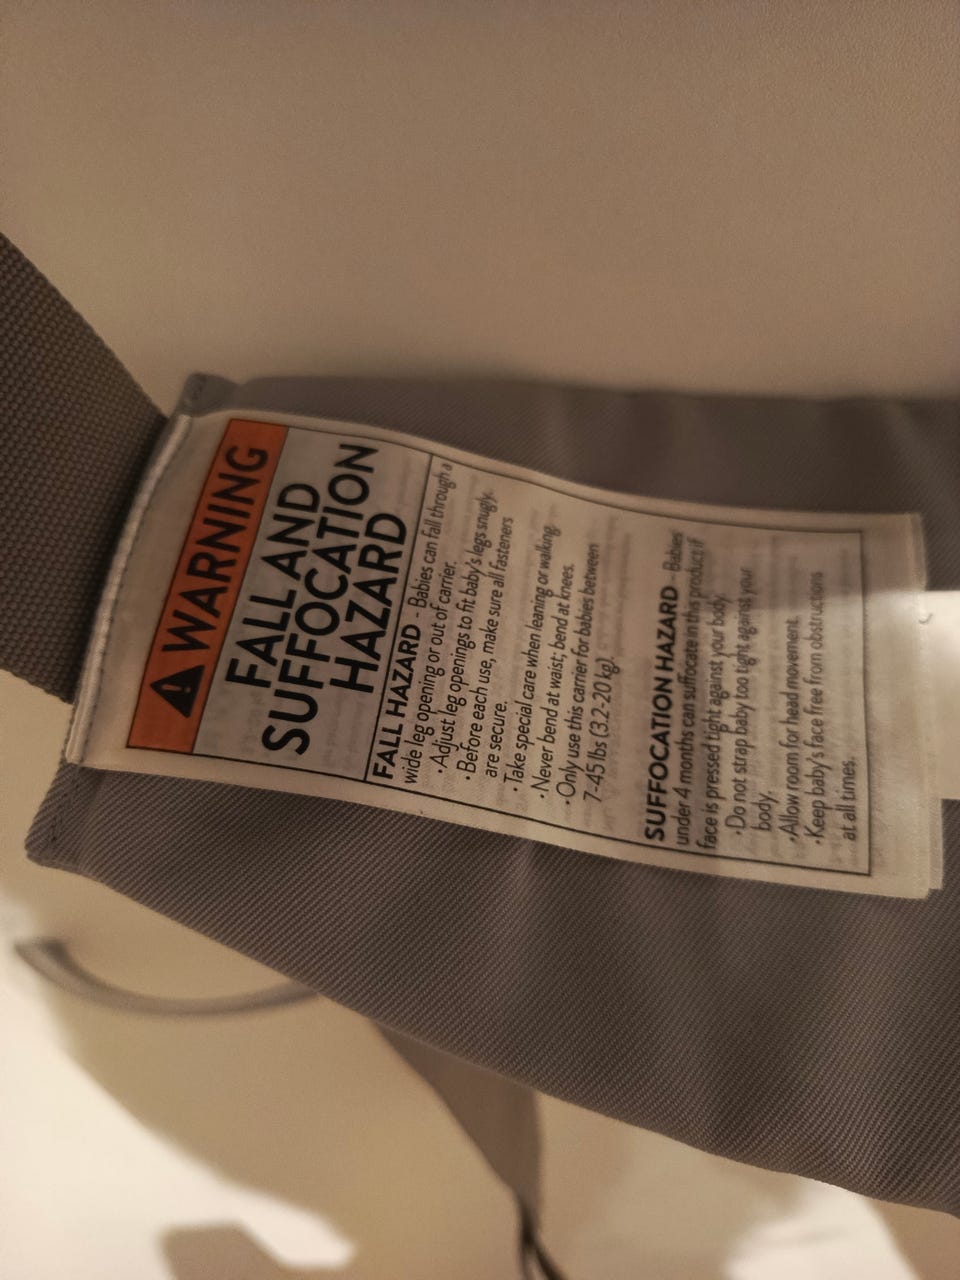 WARNING
FALL AND
SUFFOCATION
HAZARD
FALL HAZARD - Babies can fall through a
wide leg opening or out of carrier.
•Adjust leg openings to fit baby's legs snugly.
•Before each use, make sure all fasteners
are secure.
•Take special care when leaning or walking.
•Never bend at waist; bend at knees.
•Only use this carrier for babies between
7-45 lbs (3.2-20 kg).
SUFFOCATION HAZARD - Babies
under 4 months can suffocate in this product if
face is pressed tight against your body.
•Do not strap baby too tight against your
body.
•Allow room for head movement.
•Keep baby's face free from obstructions
at all times.